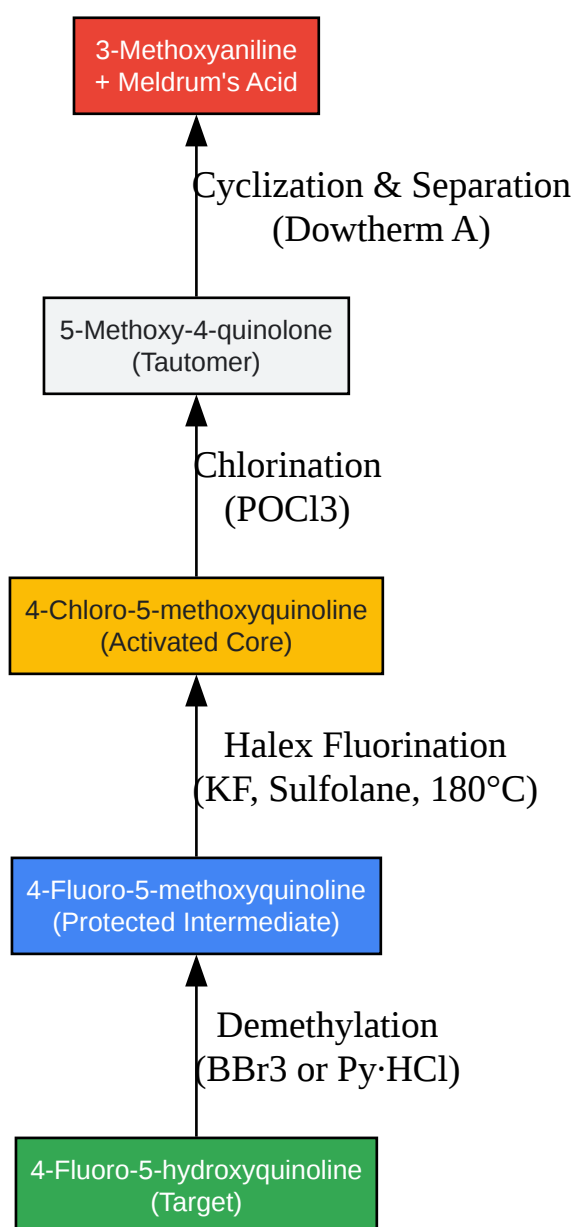 3-Methoxyaniline
+ Meldrum's Acid
Cyclization & Separation
(Dowtherm A)
5-Methoxy-4-quinolone
(Tautomer)
Chlorination
(POCl3)
4-Chloro-5-methoxyquinoline
(Activated Core)
Halex Fluorination
(KF, Sulfolane, 180°C)
4-Fluoro-5-methoxyquinoline
(Protected Intermediate)
Demethylation
(BBr3 or Py·HCl)
4-Fluoro-5-hydroxyquinoline
(Target)